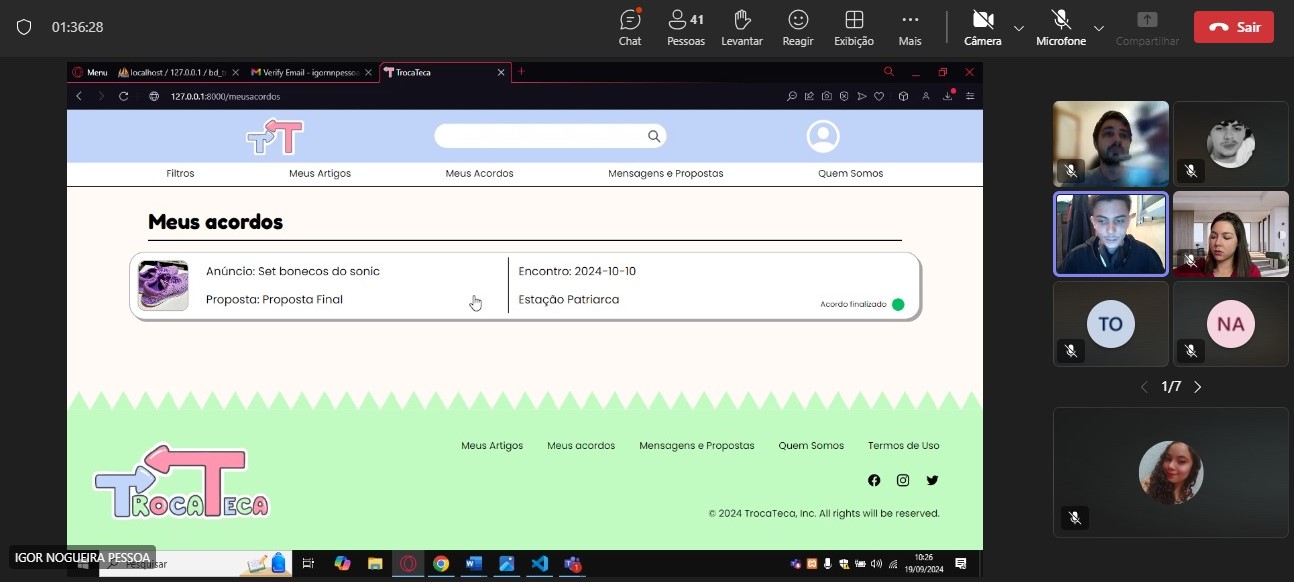 01:36:28
41
Chat Pessoas Levantar Reagir Exibição Mais Câmera Microfone Compartilhar Sair
Menu localhost / 127.0.0.1 / bd_t Verify Email - igornnpessoa TrocaTeca
127.0.0.1:8000/meusacordos
TT
Filtros Meus Artigos Meus Acordos Mensagens e Propostas Quem Somos
Meus acordos
Anúncio: Set bonecos do sonic
Proposta: Proposta Final
Encontro: 2024-10-10
Estação Patriarca
Acordo finalizado
Meus Artigos Meus acordos Mensagens e Propostas Quem Somos Termos de Uso
TROCATECA
© 2024 TrocaTeca, Inc. All rights will be reserved.
IGOR NOGUEIRA PESSOA
Pesquisar
10:26
19/09/2024
TO
NA
1/7